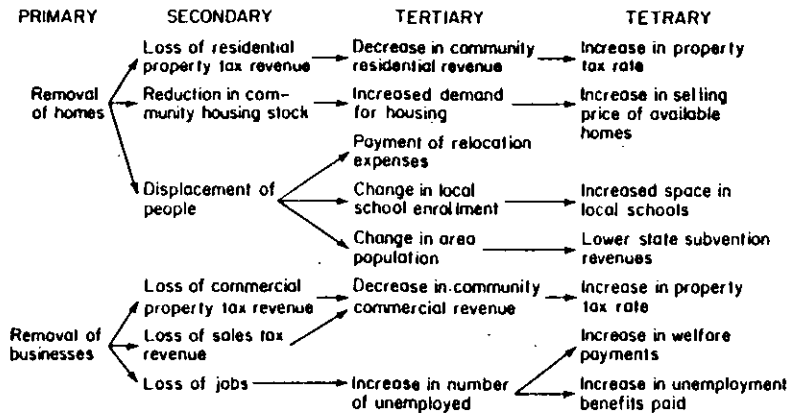 PRIMARY SECONDARY TERTIARY TETRARY
Removal
of homes
Loss of residential
property tax revenue
Decrease in community
residential revenue
Increase in property
tax rate
Reduction in com-
munity housing stock
Increased demand
for housing
Increase in selling
price of available
homes
Displacement of
people
Payment of relocation
expenses
Change in local
school enrollment
Increased space in
local schools
Change in area
population
Lower state subvention
revenues
Removal of
businesses
Loss of commercial
property tax revenue
Decrease in community
commercial revenue
Increase in property
tax rate
Loss of sales tax
revenue
Loss of jobs
Increase in number
of unemployed
Increase in welfare
payments
Increase in unemployment
benefits paid